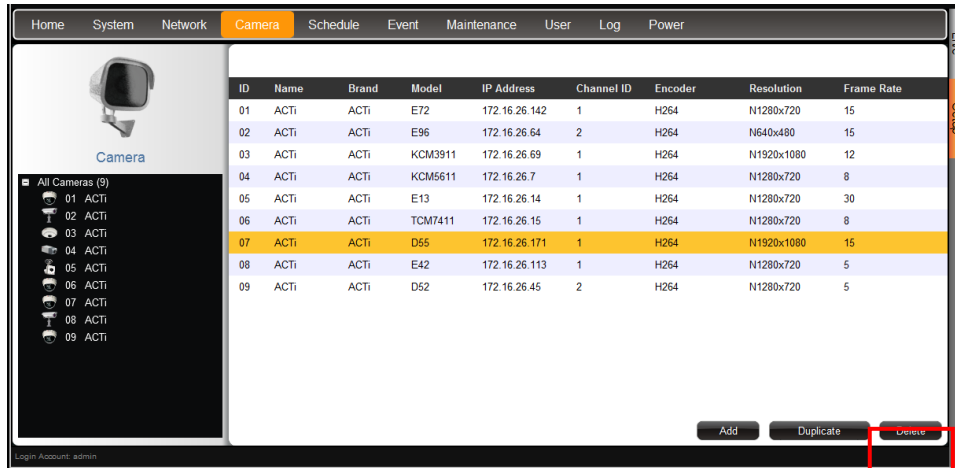 Home System Network Camera Schedule Event Maintenance User Log Power
Live
Setup
Camera
All Cameras (9)
01 ACTi
02 ACTi
03 ACTi
04 ACTi
05 ACTi
06 ACTi
07 ACTi
08 ACTi
09 ACTi
ID Name Brand Model IP Address Channel ID Encoder Resolution Frame Rate
01 ACTi ACTi E72 172.16.26.142 1 H264 N1280x720 15
02 ACTi ACTi E96 172.16.26.64 2 H264 N640x480 15
03 ACTi ACTi KCM3911 172.16.26.69 1 H264 N1920x1080 12
04 ACTi ACTi KCM5611 172.16.26.7 1 H264 N1280x720 8
05 ACTi ACTi E13 172.16.26.14 1 H264 N1280x720 30
06 ACTi ACTi TCM7411 172.16.26.15 1 H264 N1280x720 8
07 ACTi ACTi D55 172.16.26.171 1 H264 N1920x1080 15
08 ACTi ACTi E42 172.16.26.113 1 H264 N1280x720 5
09 ACTi ACTi D52 172.16.26.45 2 H264 N1280x720 5
Add Duplicate Delete
Login Account: admin